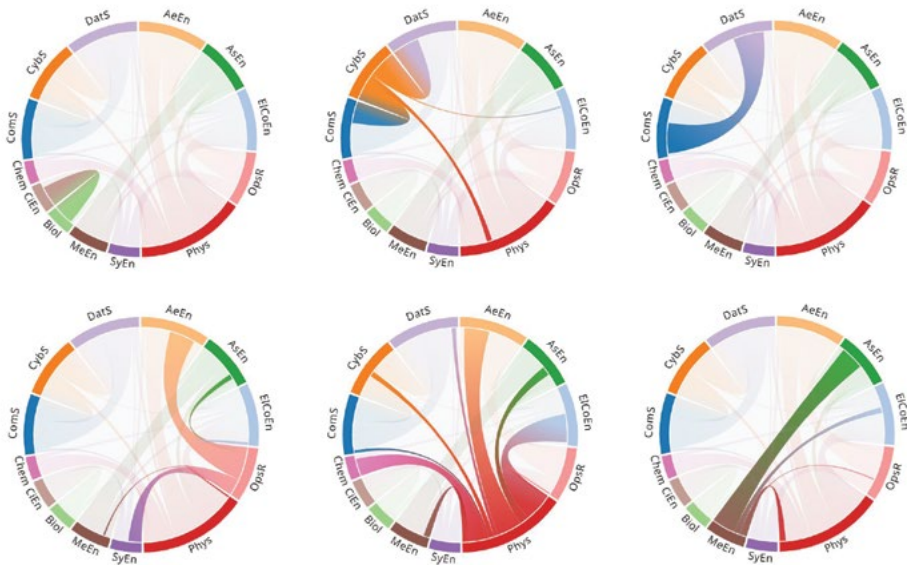 AeEn
AsEn
ElCoEn
OpsR
Phys
SyEn
MeEn
Biol
CiEn
Chem
ComS
CybS
DatS
AeEn
AsEn
ElCoEn
OpsR
Phys
SyEn
MeEn
Biol
CiEn
Chem
ComS
CybS
DatS
AeEn
AsEn
ElCoEn
OpsR
Phys
SyEn
MeEn
Biol
CiEn
Chem
ComS
CybS
DatS
AeEn
AsEn
ElCoEn
OpsR
Phys
SyEn
MeEn
Biol
CiEn
Chem
ComS
CybS
DatS
AeEn
AsEn
ElCoEn
OpsR
Phys
SyEn
MeEn
Biol
CiEn
Chem
ComS
CybS
DatS
AeEn
AsEn
ElCoEn
OpsR
Phys
SyEn
MeEn
Biol
CiEn
Chem
ComS
CybS
DatS